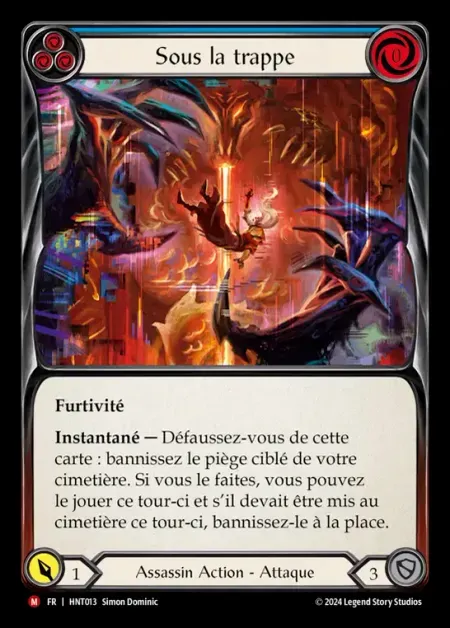 Sous la trappe
0
Furtivité
Instantané — Défaussez-vous de cette
carte : bannissez le piège ciblé de votre
cimetière. Si vous le faites, vous pouvez
le jouer ce tour-ci et s'il devait être mis au
cimetière ce tour-ci, bannissez-le à la place.
1
Assassin Action - Attaque
3
M FR | HNT013 Simon Dominic
© 2024 Legend Story Studios